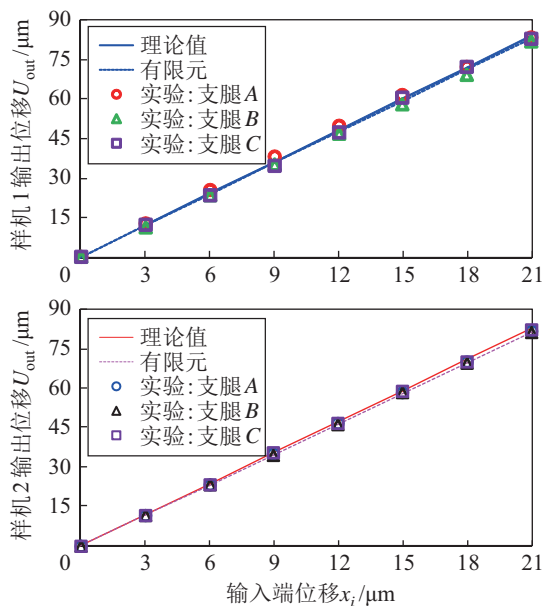 样机1输出位移Uout/μm
90
75
60
45
30
15
0
理论值
有限元
实验:支腿A
实验:支腿B
实验:支腿C
3 6 9 12 15 18 21
样机2输出位移Uout/μm
90
75
60
45
30
15
0
理论值
有限元
实验:支腿A
实验:支腿B
实验:支腿C
3 6 9 12 15 18 21
输入端位移xi/μm